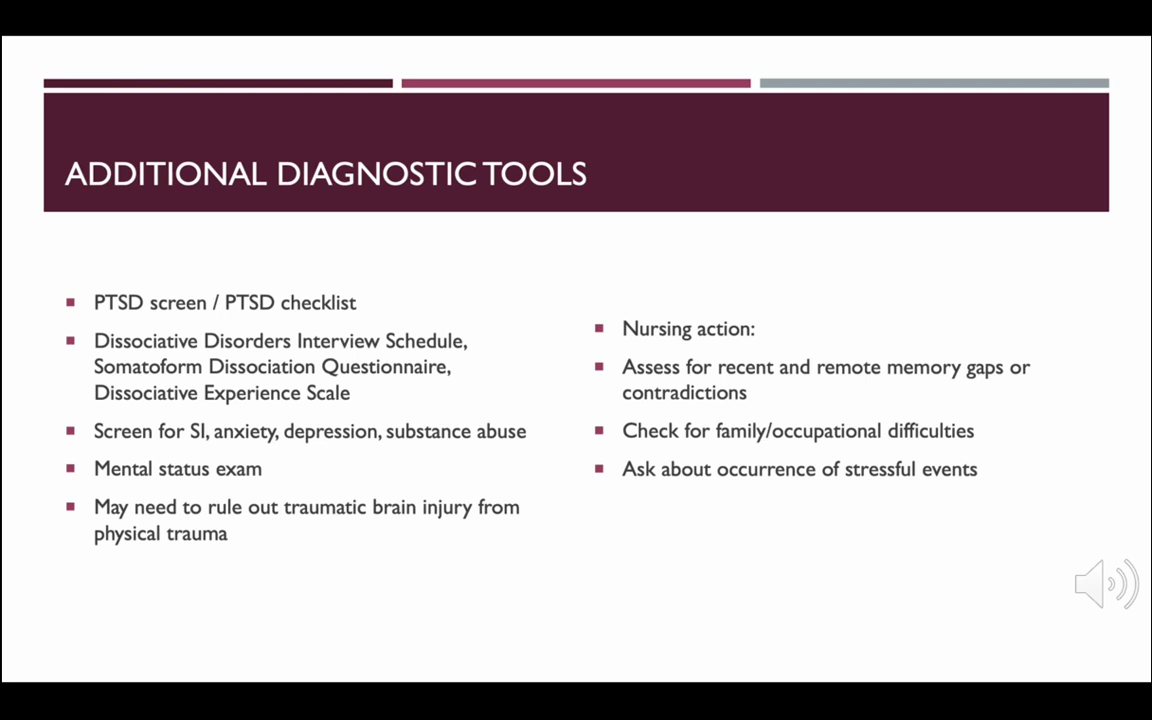 ADDITIONAL DIAGNOSTIC TOOLS
PTSD screen / PTSD checklist
Dissociative Disorders Interview Schedule,
Somatoform Dissociation Questionnaire,
Dissociative Experience Scale
Screen for SI, anxiety, depression, substance abuse
Mental status exam
May need to rule out traumatic brain injury from
physical trauma
Nursing action:
Assess for recent and remote memory gaps or
contradictions
Check for family/occupational difficulties
Ask about occurrence of stressful events